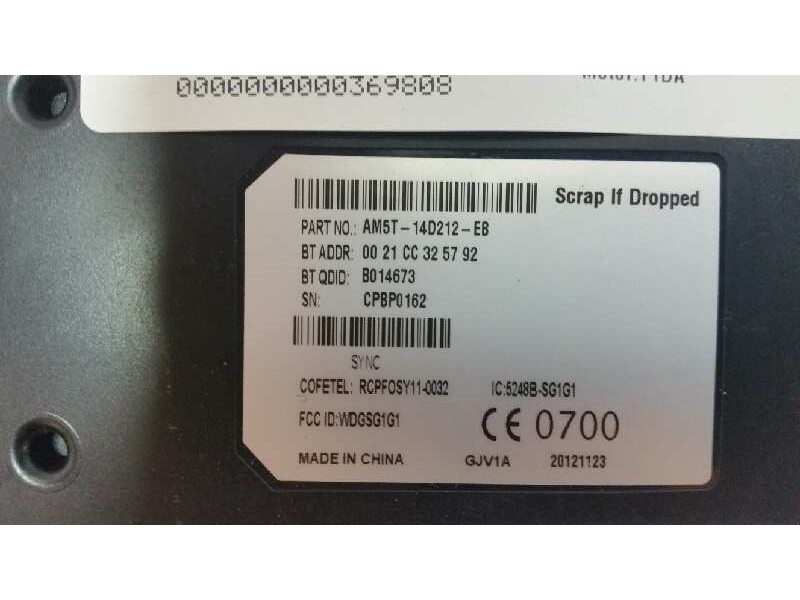 0000000000369808
Scrap If Dropped
PART NO.: AM5T-14D212-EB
BT ADDR: 00 21 CC 32 57 92
BT QDID: B014673
SN: CPBP0162
SYNC
COFETEL: RCPFOSY11-0032 IC:5248B-SG1G1
FCC ID:WDGSG1G1
CE 0700
MADE IN CHINA GJV1A 20121123